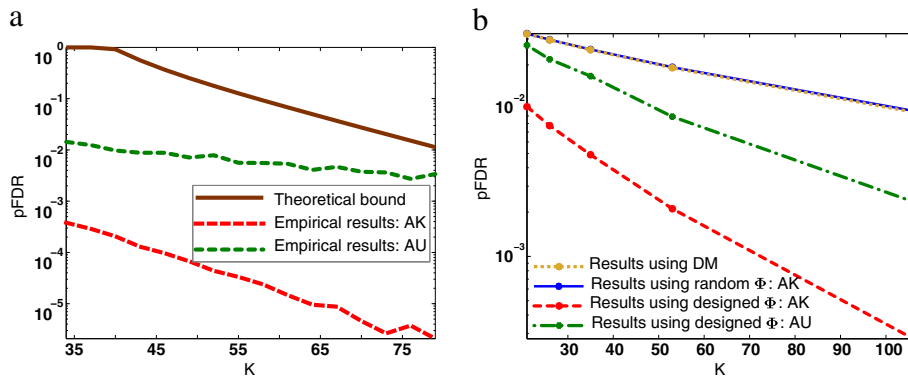 a
10^0
10^-1
10^-2
10^-3
10^-4
10^-5
pFDR
Theoretical bound
Empirical results: AK
Empirical results: AU
35 45 55 65 75
K
b
10^-2
10^-3
pFDR
Results using DM
Results using random Φ: AK
Results using designed Φ: AK
Results using designed Φ: AU
30 40 50 60 70 80 90 100
K